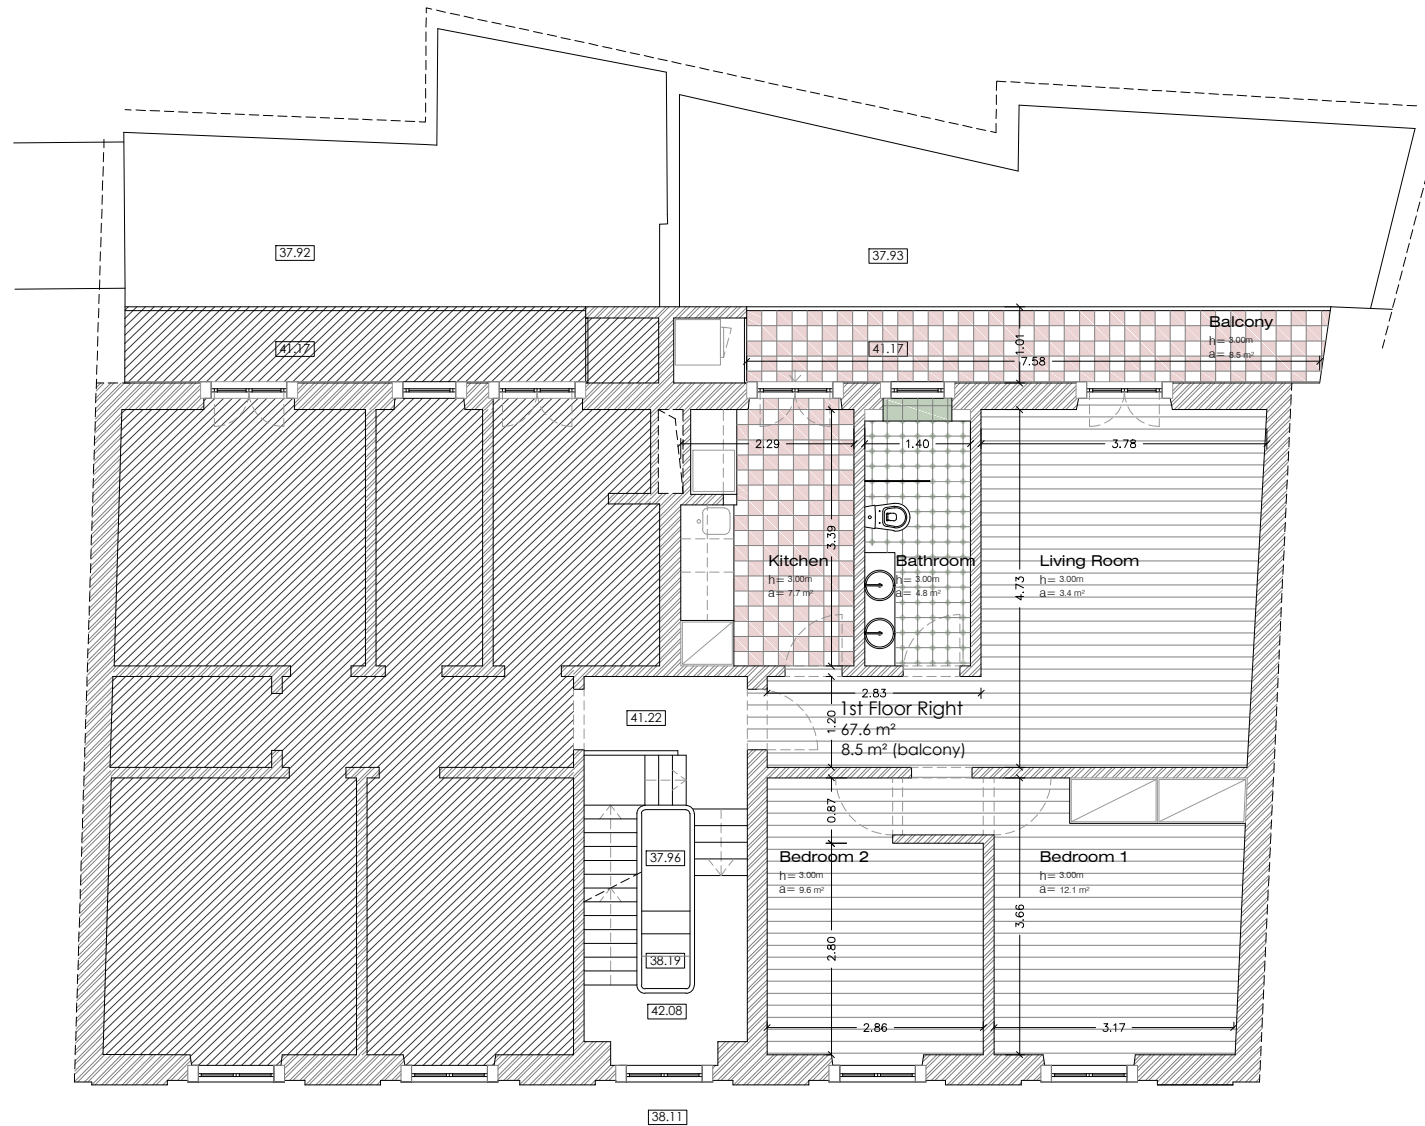 37.92
37.93
41.17
41.17
Balcony
h= 3.00m
a= 8.5 m²
1.01
7.58
2.29
1.40
3.78
3.39
4.73
Kitchen
h= 3.00m
a= 7.7 m²
Bathroom
h= 3.00m
a= 4.8 m²
Living Room
h= 3.00m
a= 3.4 m²
2.83
1.20
1st Floor Right
67.6 m²
8.5 m² (balcony)
41.22
0.87
37.96
Bedroom 2
h= 3.00m
a= 9.6 m²
Bedroom 1
h= 3.00m
a= 12.1 m²
3.66
2.80
38.19
42.08
2.86
3.17
38.11